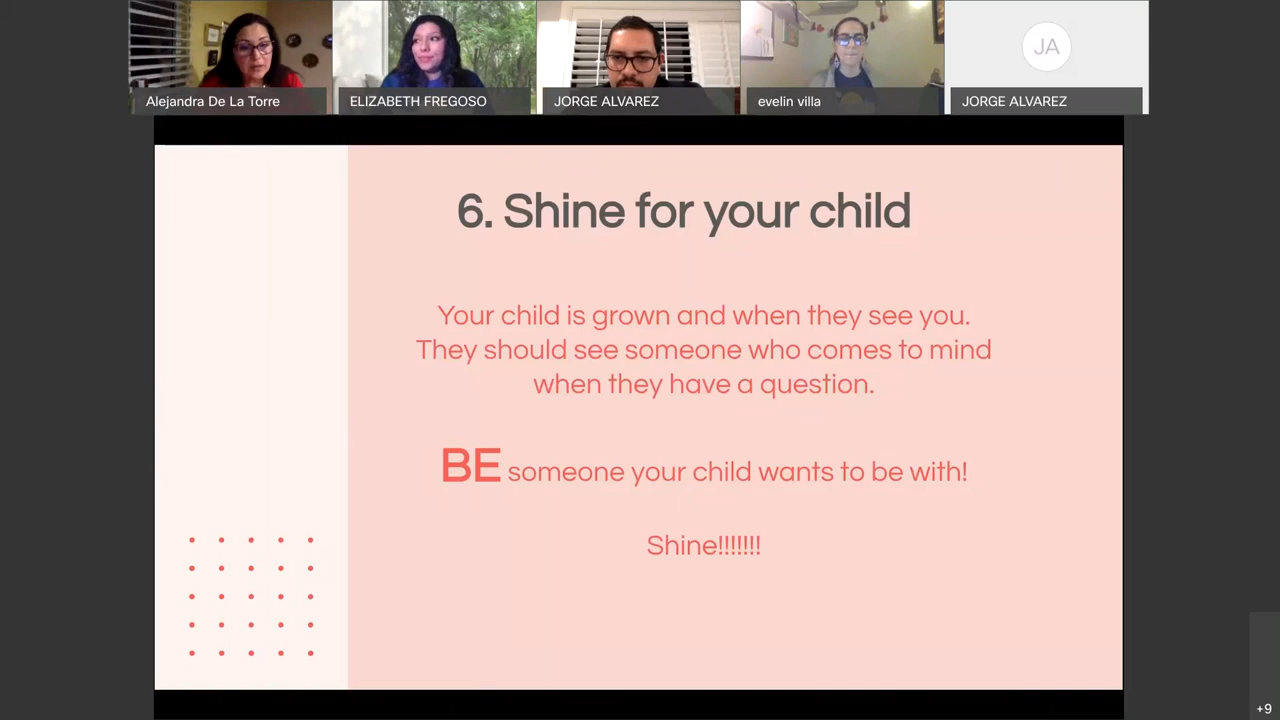 JA
Alejandra De La Torre
ELIZABETH FREGOSO
JORGE ALVAREZ
evelin villa
JORGE ALVAREZ
6. Shine for your child
Your child is grown and when they see you.
They should see someone who comes to mind
when they have a question.
BE someone your child wants to be with!
Shine!!!!!!!
+9